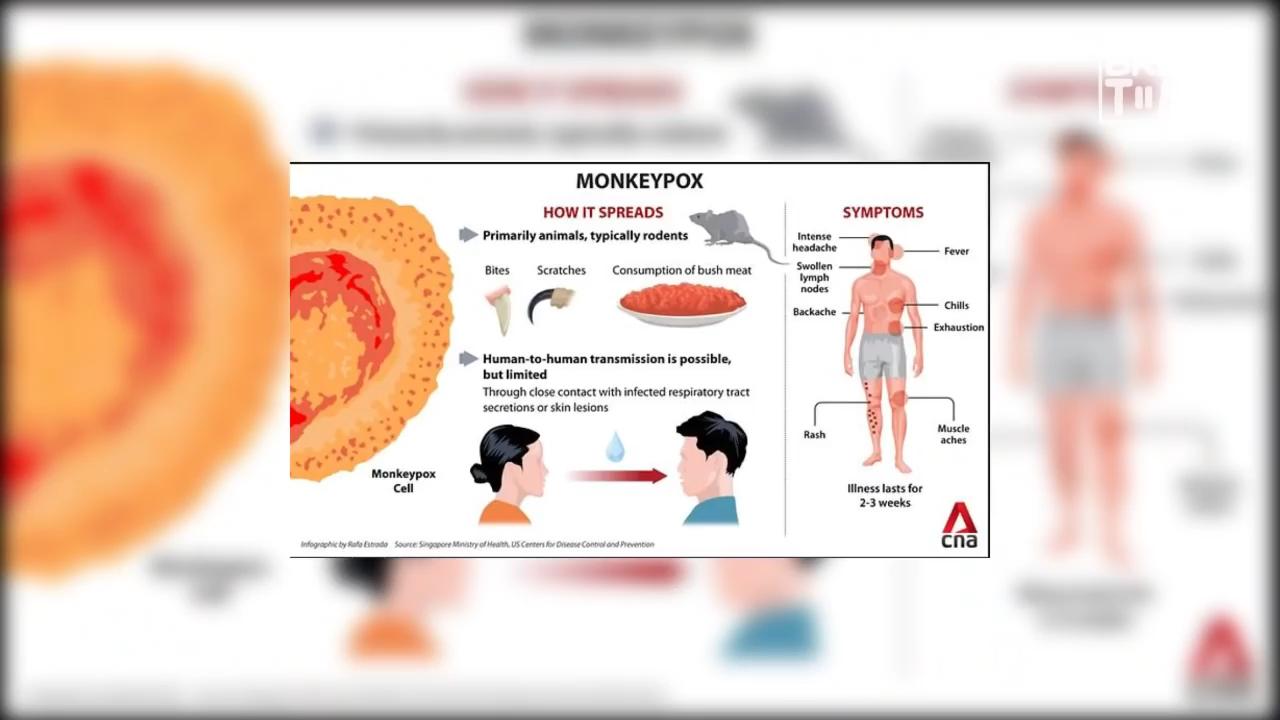 MONKEYPOX
HOW IT SPREADS
Primarily animals, typically rodents
Bites
Scratches
Consumption of bush meat
Human-to-human transmission is possible,
but limited
Through close contact with infected respiratory tract
secretions or skin lesions
Monkeypox
Cell
SYMPTOMS
Intense
headache
Fever
Swollen
lymph
nodes
Chills
Backache
Exhaustion
Rash
Muscle
aches
Illness lasts for
2-3 weeks
cna
Infographic by Rafa Estrada Source: Singapore Ministry of Health, US Centers for Disease Control and Prevention